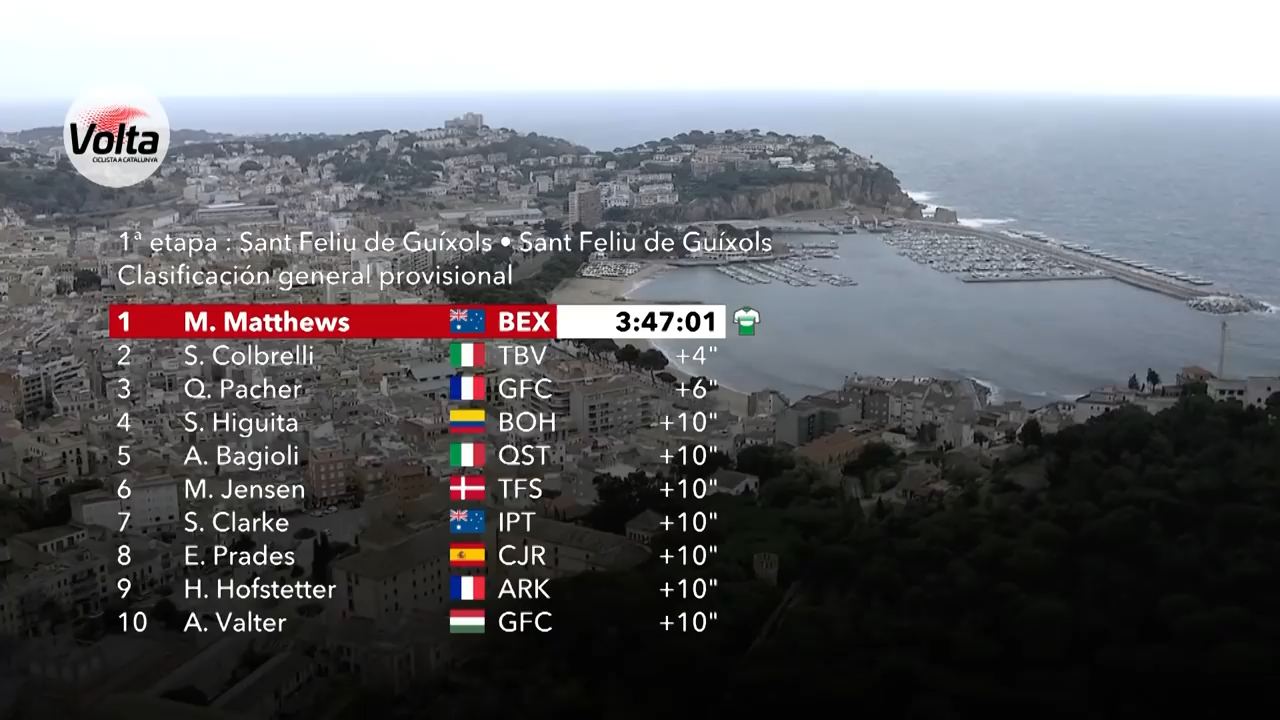 Volta
CICLISTA A CATALUNYA
1ª etapa : Sant Feliu de Guíxols • Sant Feliu de Guíxols
Clasificación general provisional
1 M. Matthews BEX 3:47:01
2 S. Colbrelli TBV +4"
3 Q. Pacher GFC +6"
4 S. Higuita BOH +10"
5 A. Bagioli QST +10"
6 M. Jensen TFS +10"
7 S. Clarke IPT +10"
8 E. Prades CJR +10"
9 H. Hofstetter ARK +10"
10 A. Valter GFC +10"